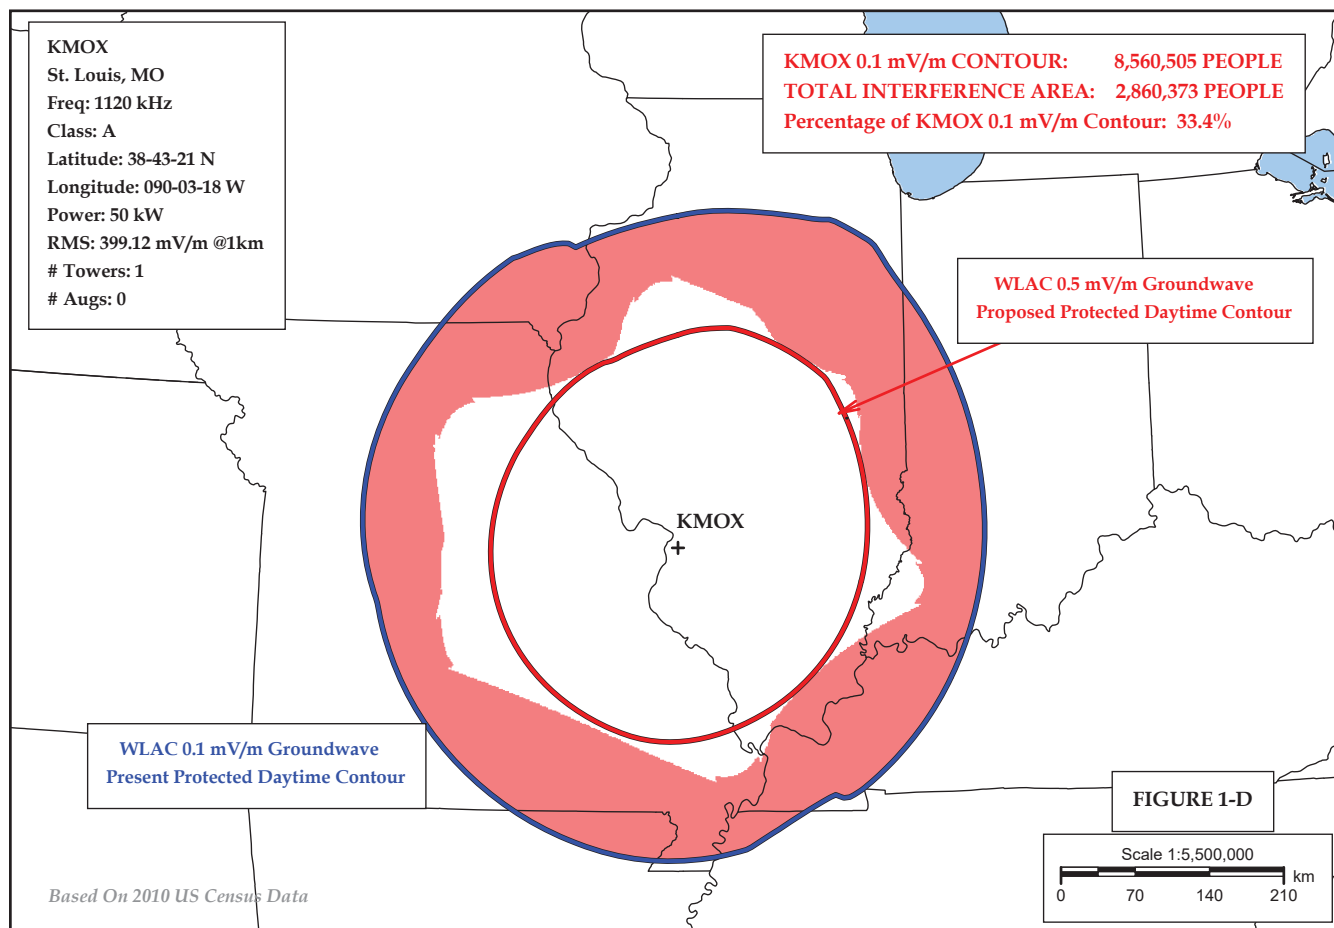 KMOX
St. Louis, MO
Freq: 1120 kHz
Class: A
Latitude: 38-43-21 N
Longitude: 090-03-18 W
Power: 50 kW
RMS: 399.12 mV/m @1km
# Towers: 1
# Augs: 0
KMOX 0.1 mV/m CONTOUR: 8,560,505 PEOPLE
TOTAL INTERFERENCE AREA: 2,860,373 PEOPLE
Percentage of KMOX 0.1 mV/m Contour: 33.4%
WLAC 0.5 mV/m Groundwave
Proposed Protected Daytime Contour
KMOX
WLAC 0.1 mV/m Groundwave
Present Protected Daytime Contour
FIGURE 1-D
Scale 1:5,500,000
km
0 70 140 210
Based On 2010 US Census Data